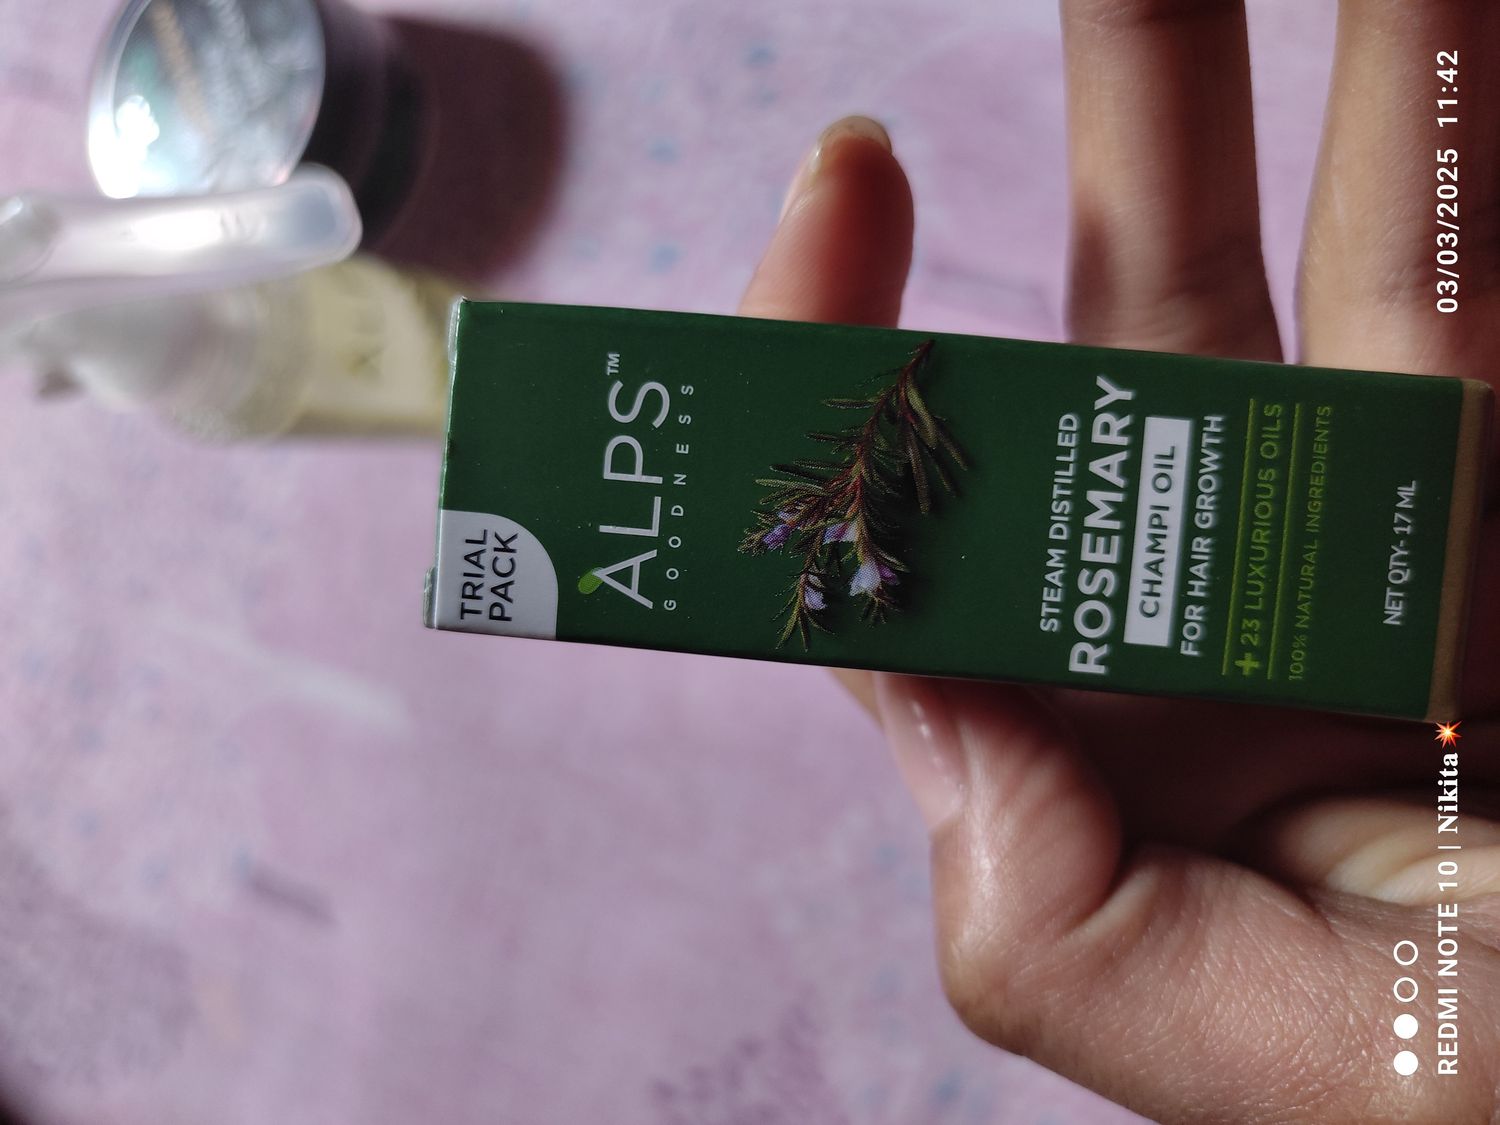 TRIAL
PACK
ALPS™
GOODNESS
STEAM DISTILLED
ROSEMARY
CHAMPI OIL
FOR HAIR GROWTH
+ 23 LUXURIOUS OILS
100% NATURAL INGREDIENTS
NET QTY- 17 ML
REDMI NOTE 10 | Nikita💥
03/03/2025 11:42